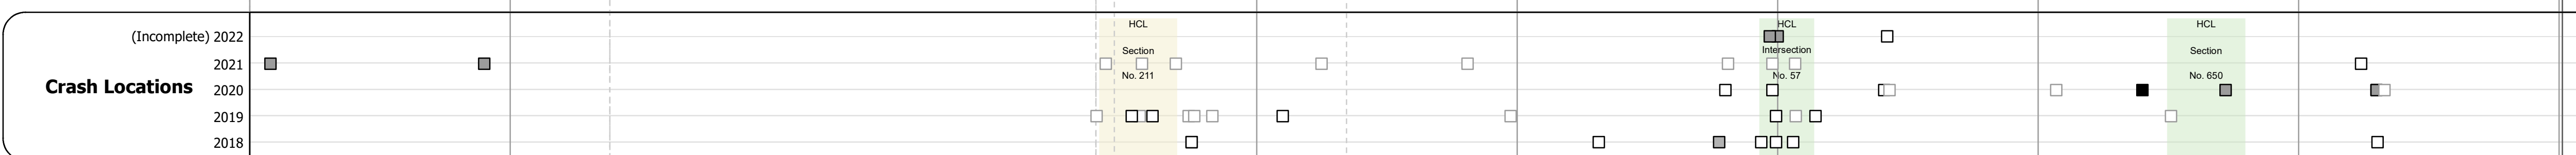 HCL HCL HCL
(Incomplete) 2022
Section Intersection Section
2021
No. 211 No. 57 No. 650
Crash Locations
2020
2019
2018